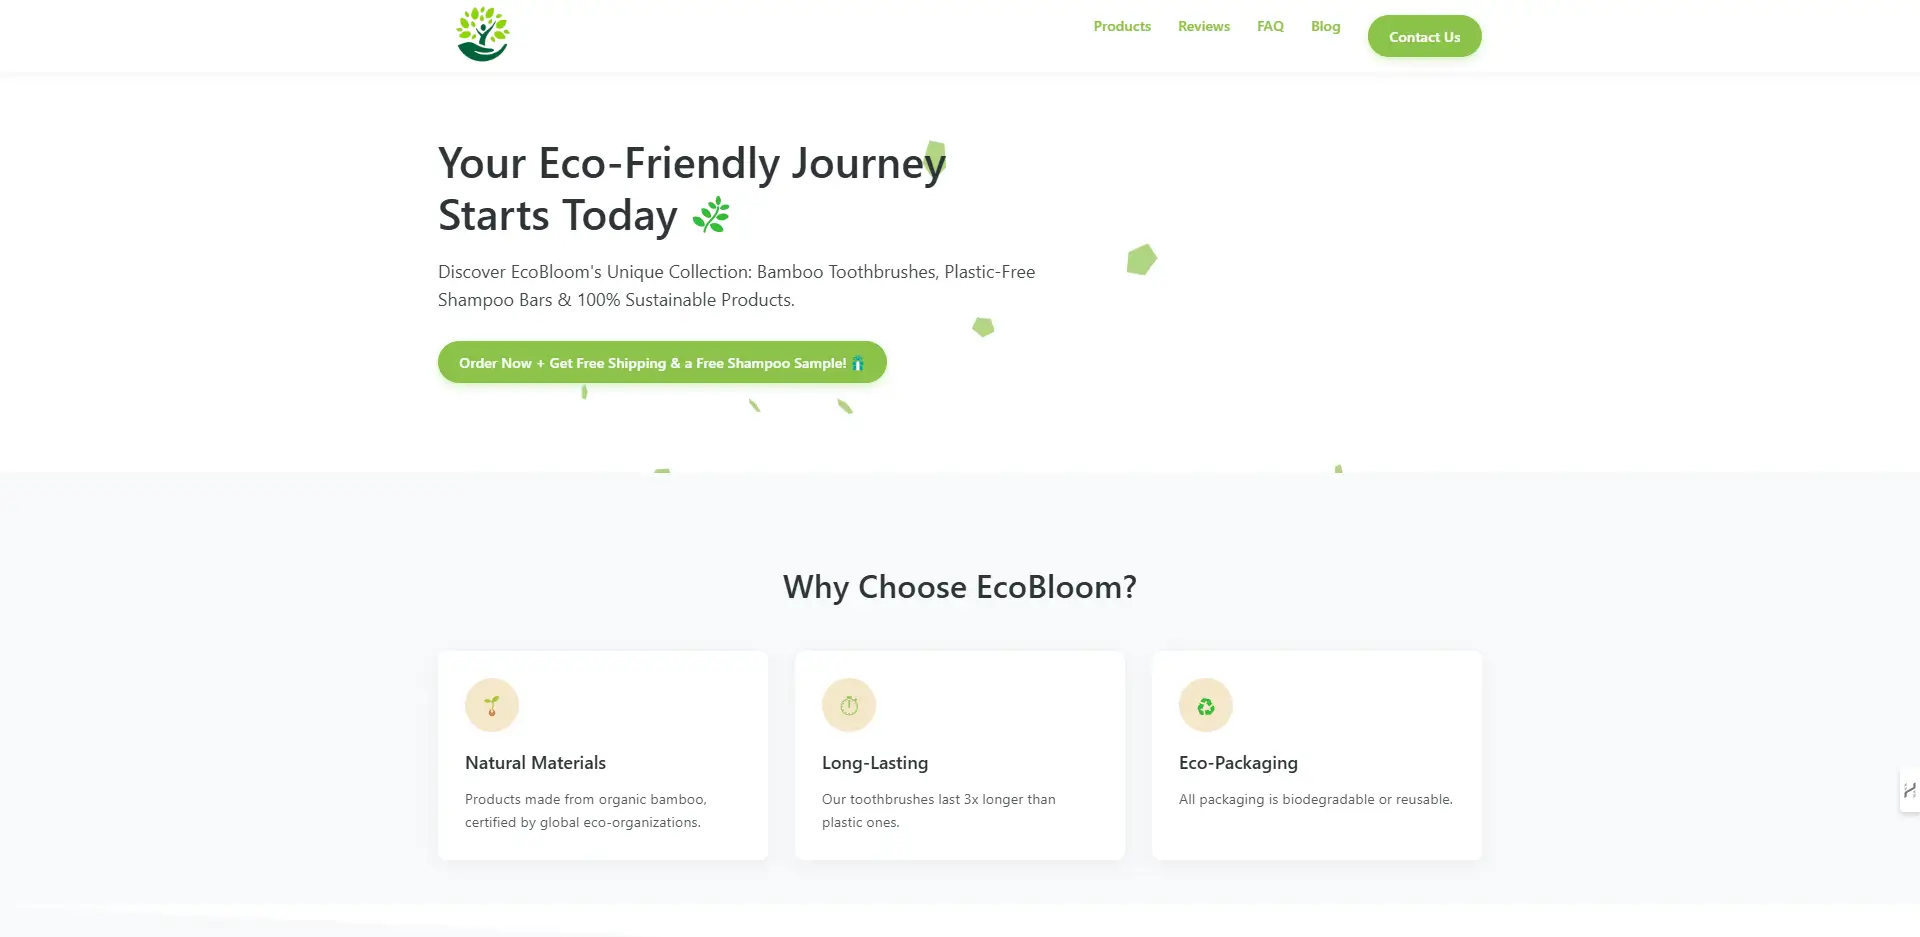 Products
Reviews
FAQ
Blog
Contact Us
Your Eco-Friendly Journey
Starts Today 🌿
Discover EcoBloom's Unique Collection: Bamboo Toothbrushes, Plastic-Free
Shampoo Bars & 100% Sustainable Products.
Order Now + Get Free Shipping & a Free Shampoo Sample!
Why Choose EcoBloom?
Natural Materials
Products made from organic bamboo,
certified by global eco-organizations.
Long-Lasting
Our toothbrushes last 3x longer than
plastic ones.
Eco-Packaging
All packaging is biodegradable or reusable.